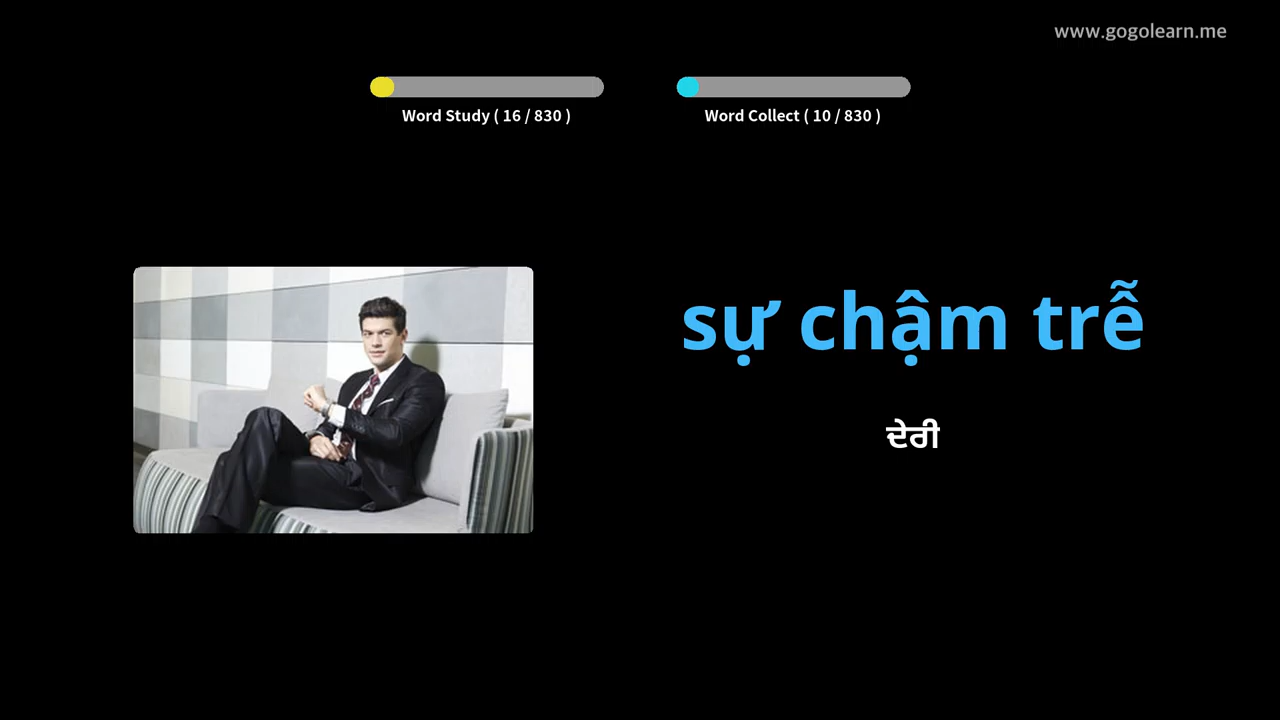 www.gogolearn.me
Word Study ( 16 / 830 )
Word Collect ( 10 / 830 )
sự chậm trễ
ਦੇਰੀ